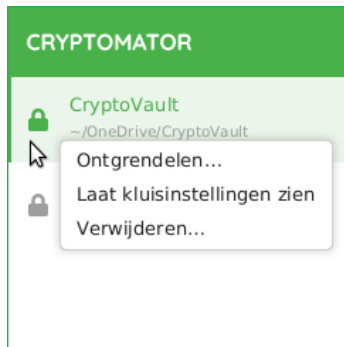 CRYPTOMATOR
CryptoVault
~/OneDrive/CryptoVault
Ontgrendelen...
Laat kluisinstellingen zien
Verwijderen...